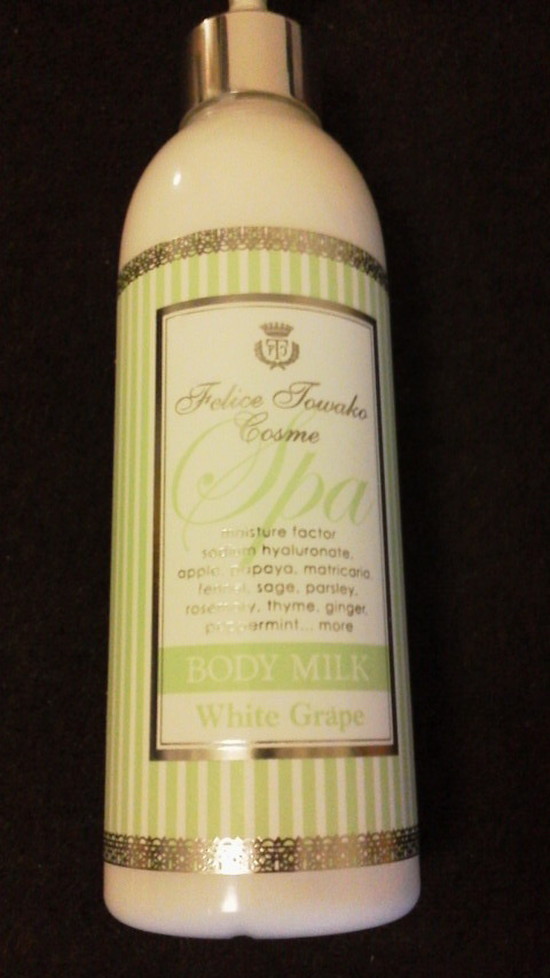 FTJ
Felice Towako
Cosme
Spa
moisture factor
sodium hyaluronate,
apple, papaya, matricaria,
fennel, sage, parsley,
rosemary, thyme, ginger,
peppermint... more
BODY MILK
White Grape